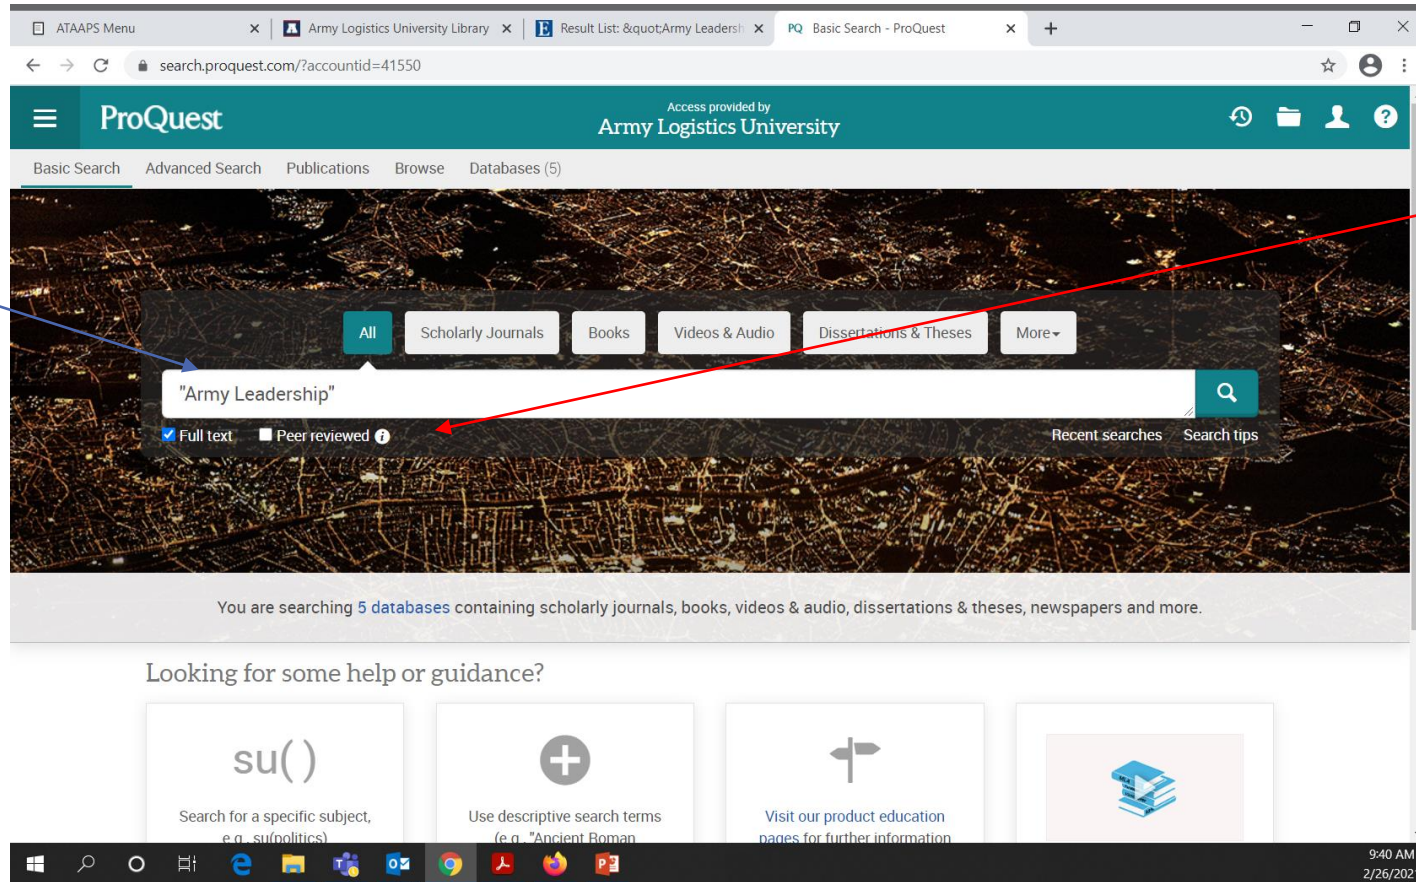 ATAAPS Menu
Army Logistics University Library
Result List: &quot;Army Leadersh
PQ Basic Search - ProQuest
search.proquest.com/?accountid=41550
ProQuest
Access provided by
Army Logistics University
Basic Search Advanced Search Publications Browse Databases (5)
All Scholarly Journals Books Videos & Audio Dissertations & Theses More
"Army Leadership"
Full text Peer reviewed
Recent searches Search tips
You are searching 5 databases containing scholarly journals, books, videos & audio, dissertations & theses, newspapers and more.
Looking for some help or guidance?
su()
Search for a specific subject,
e.g., su(politics)
Use descriptive search terms
(e.g., "Ancient Roman
Visit our product education
pages for further information
9:40 AM
2/26/202